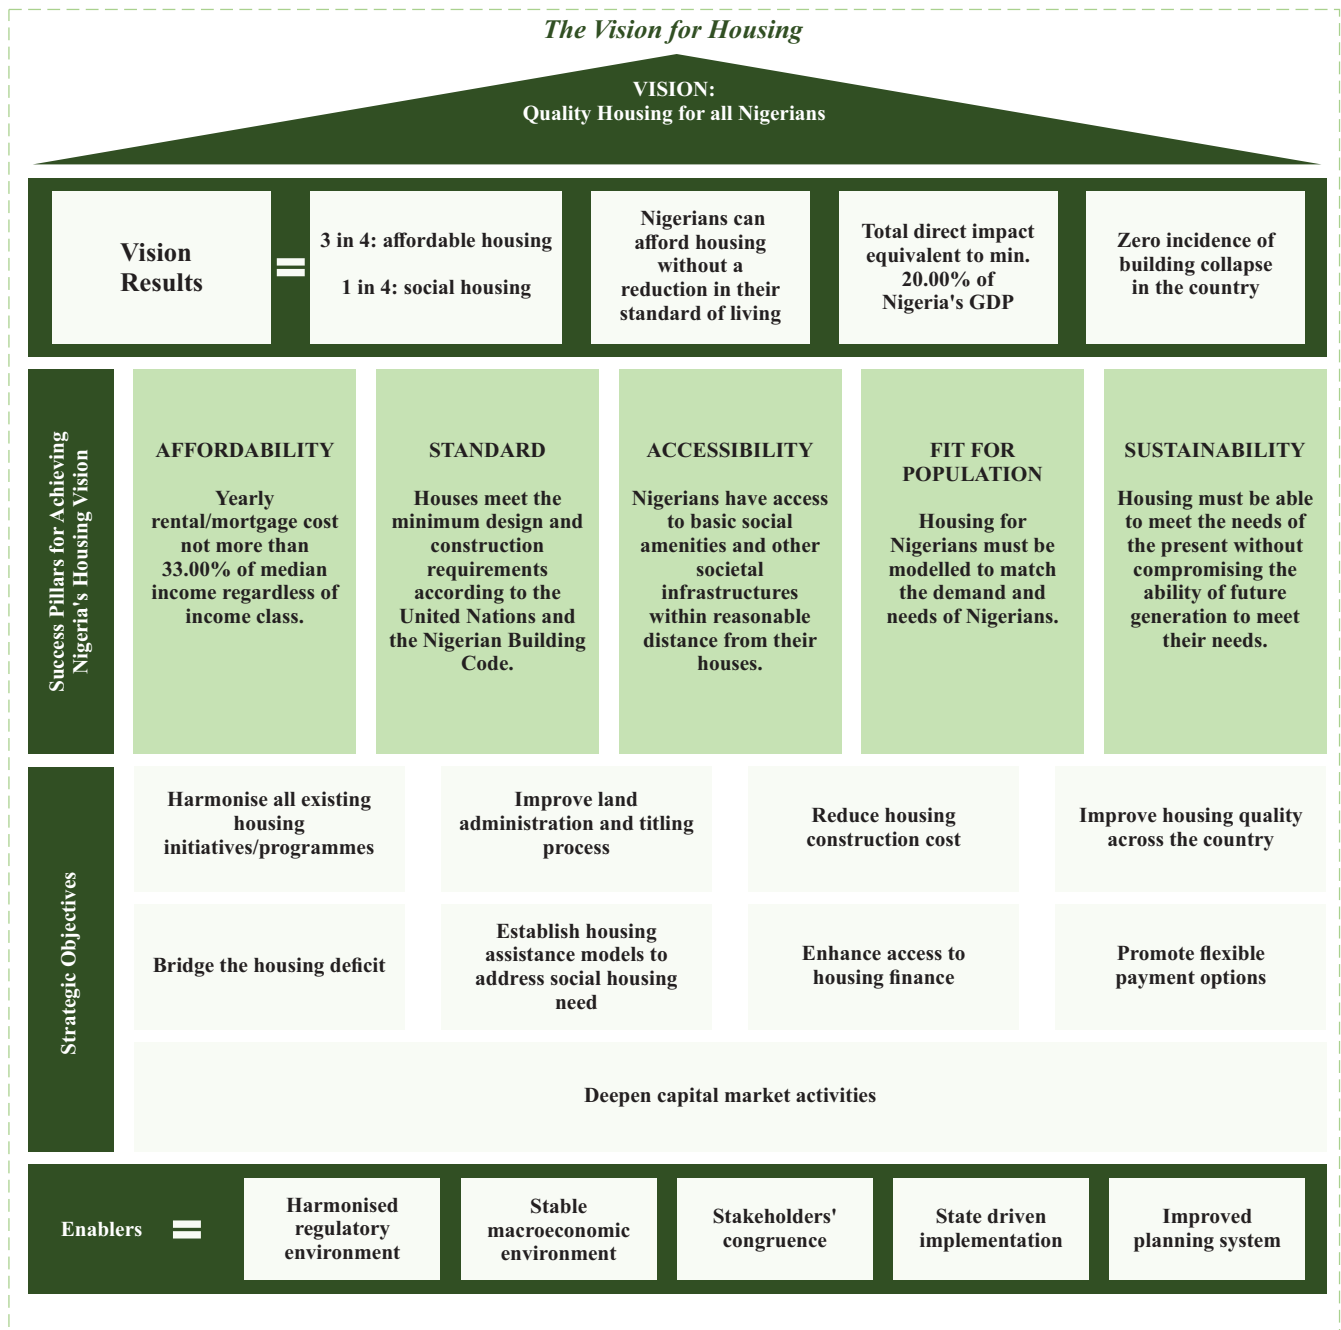 The Vision for Housing
VISION:
Quality Housing for all Nigerians
Vision
Results
=
3 in 4: affordable housing
1 in 4: social housing
Nigerians can
afford housing
without a
reduction in their
standard of living
Total direct impact
equivalent to min.
20.00% of
Nigeria's GDP
Zero incidence of
building collapse
in the country
Success Pillars for Achieving
Nigeria's Housing Vision
AFFORDABILITY
Yearly
rental/mortgage cost
not more than
33.00% of median
income regardless of
income class.
STANDARD
Houses meet the
minimum design and
construction
requirements
according to the
United Nations and
the Nigerian Building
Code.
ACCESSIBILITY
Nigerians have access
to basic social
amenities and other
societal
infrastructures
within reasonable
distance from their
houses.
FIT FOR
POPULATION
Housing for
Nigerians must be
modelled to match
the demand and
needs of Nigerians.
SUSTAINABILITY
Housing must be able
to meet the needs of
the present without
compromising the
ability of future
generation to meet
their needs.
Strategic Objectives
Harmonise all existing
housing
initiatives/programmes
Improve land
administration and titling
process
Reduce housing
construction cost
Improve housing quality
across the country
Bridge the housing deficit
Establish housing
assistance models to
address social housing
need
Enhance access to
housing finance
Promote flexible
payment options
Deepen capital market activities
Enablers
=
Harmonised
regulatory
environment
Stable
macroeconomic
environment
Stakeholders'
congruence
State driven
implementation
Improved
planning system